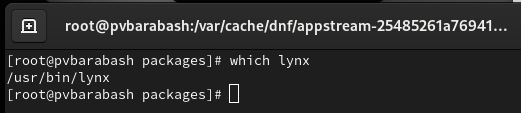 root@pvbarabash:/var/cache/dnf/appstream-25485261a76941...
[root@pvbarabash packages]# which lynx
/usr/bin/lynx
[root@pvbarabash packages]#